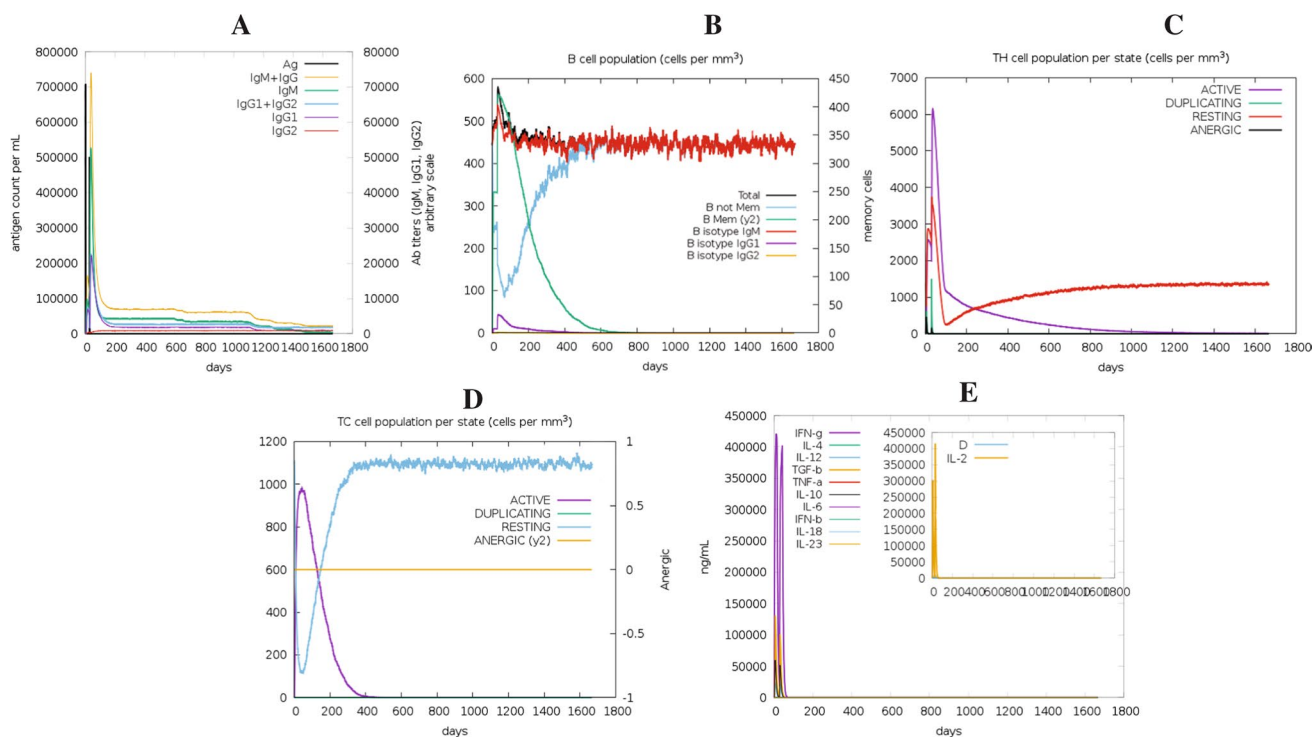 A
800000
700000
600000
500000
400000
300000
200000
100000
0
antigen count per mL
Ag
IgM+IgG
IgM
IgG1+IgG2
IgG1
IgG2
80000
70000
60000
50000
40000
30000
20000
10000
0
Ab titers (IgM, IgG1, IgG2)
arbitrary scale
0 200 400 600 800 1000 1200 1400 1600 1800
days
B
B cell population (cells per mm³)
600
500
400
300
200
100
0
Total
B not Mem
B Mem (y2)
B isotype IgM
B isotype IgG1
B isotype IgG2
450
400
350
300
250
200
150
100
50
0
memory cells
0 200 400 600 800 1000 1200 1400 1600 1800
days
C
TH cell population per state (cells per mm³)
7000
6000
5000
4000
3000
2000
1000
0
ACTIVE
DUPLICATING
RESTING
ANERGIC
0 200 400 600 800 1000 1200 1400 1600 1800
days
D
TC cell population per state (cells per mm³)
1200
1000
800
600
400
200
0
ACTIVE
DUPLICATING
RESTING
ANERGIC (y2)
1
0.5
0
-0.5
-1
Anergic
0 200 400 600 800 1000 1200 1400 1600 1800
days
E
450000
400000
350000
300000
250000
200000
150000
100000
50000
0
ng/mL
IFN-g
IL-4
IL-12
TGF-b
TNF-a
IL-10
IL-6
IFN-b
IL-18
IL-23
450000
400000
350000
300000
250000
200000
150000
100000
50000
0
D
IL-2
0 200 400 600 800 1000 1200 1400 1600 1800
0 200 400 600 800 1000 1200 1400 1600 1800
days